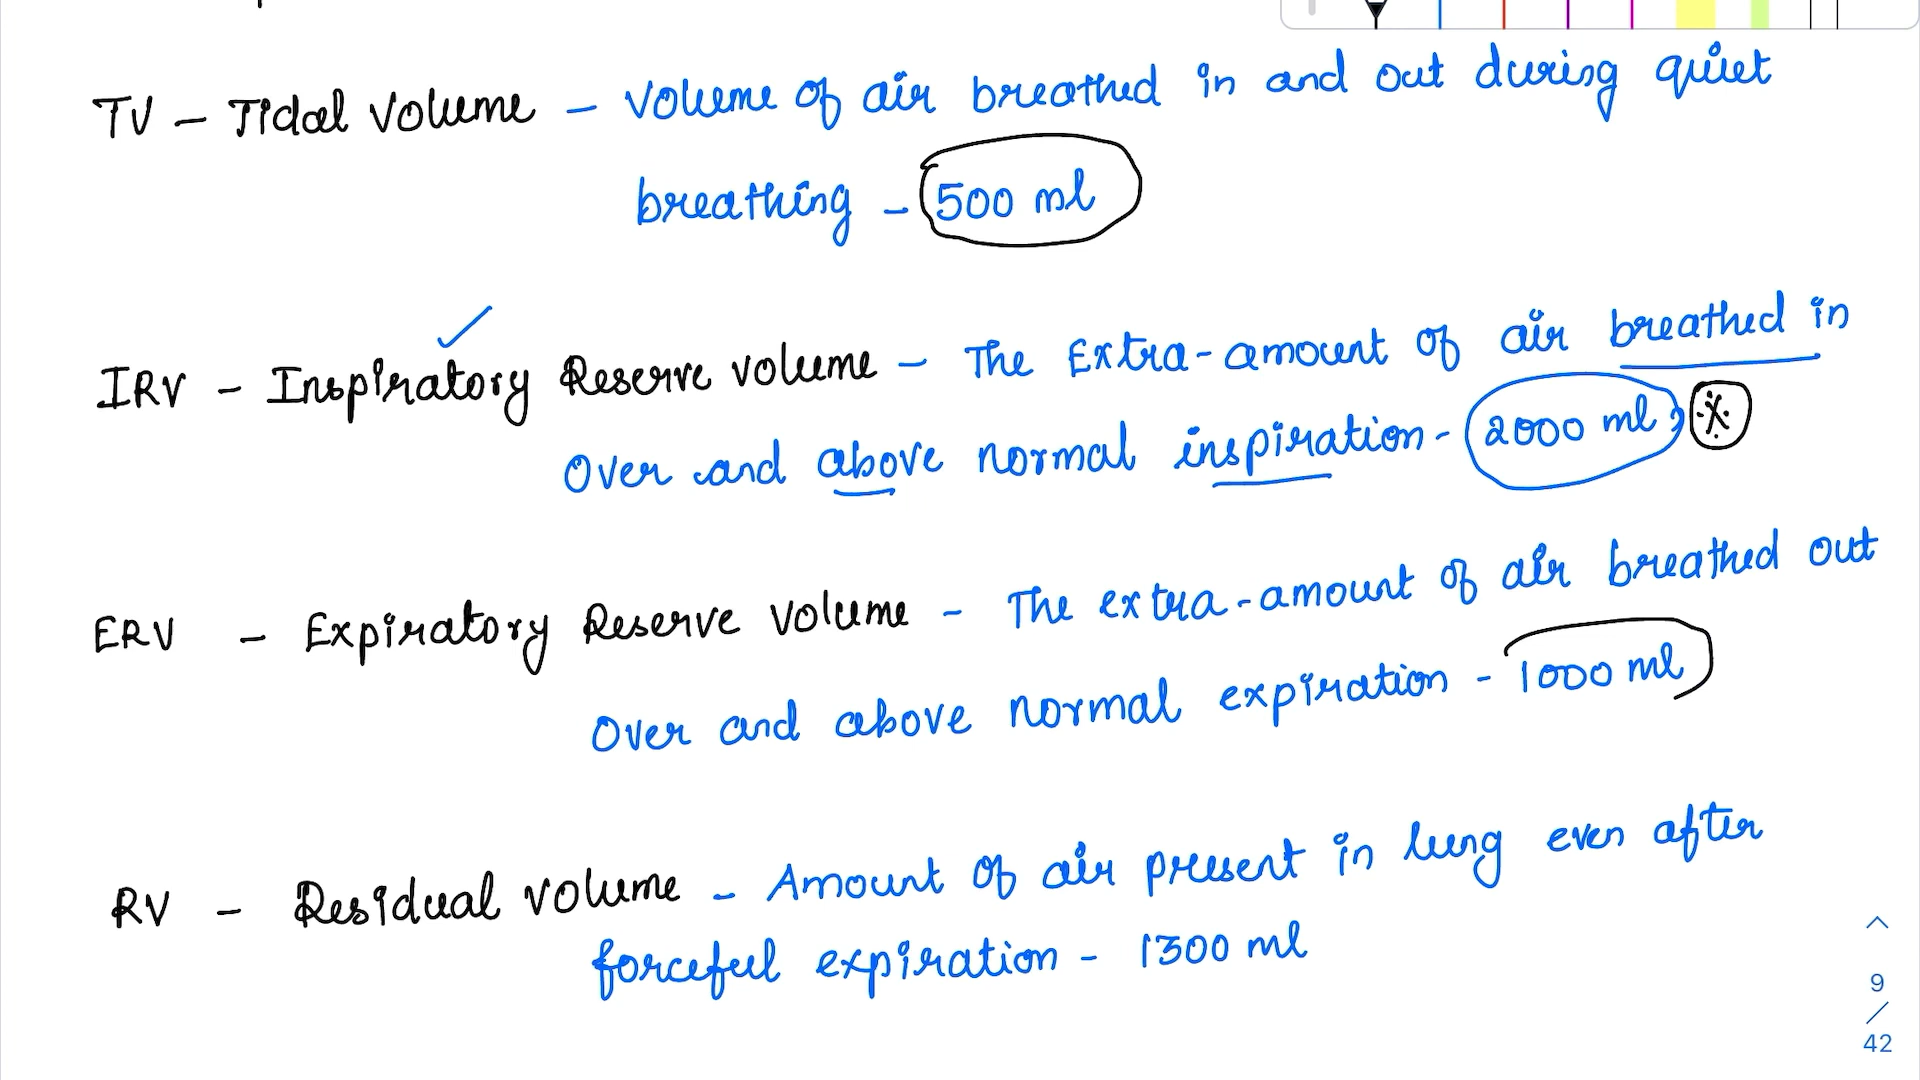 TV - Tidal volume - volume of air breathed in and out during quiet
breathing - 500 ml
IRV - Inspiratory Reserve volume - The Extra-amount of air breathed in
Over and above normal inspiration - 2000 ml
ERV - Expiratory Reserve volume - The extra-amount of air breathed out
Over and above normal expiration - 1000 ml
RV - Residual volume - Amount of air present in lung even after
forceful expiration - 1300 ml
9
/
42